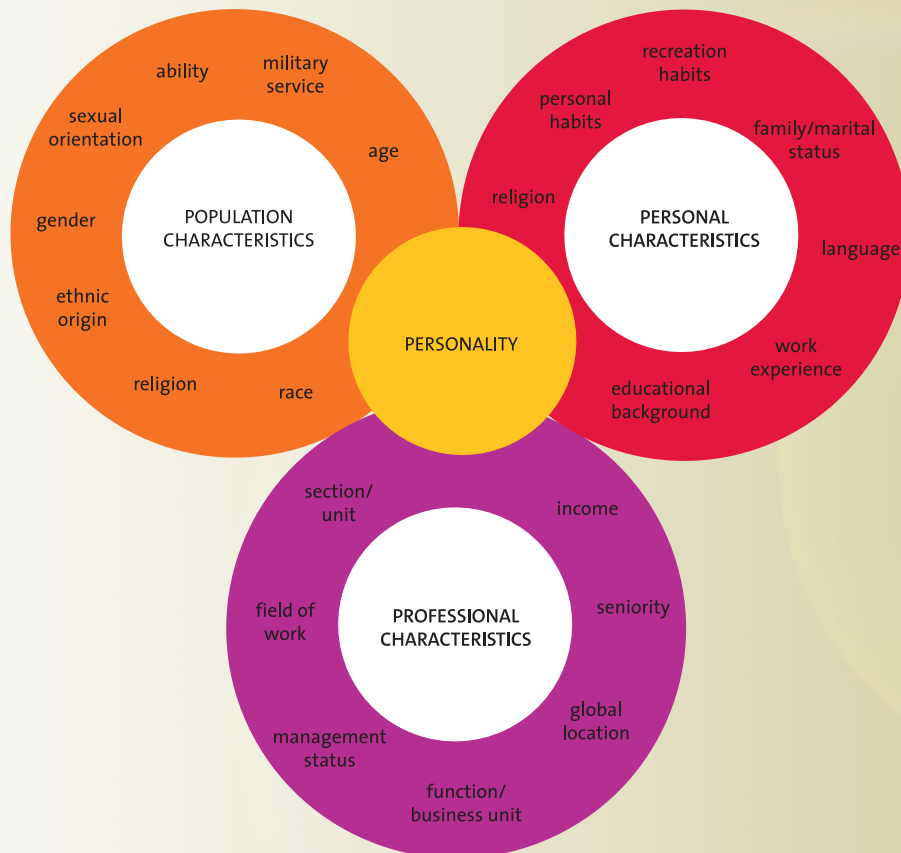 ability
military
service
sexual
orientation
age
gender
POPULATION
CHARACTERISTICS
ethnic
origin
religion
race
recreation
habits
personal
habits
family/marital
status
religion
PERSONAL
CHARACTERISTICS
language
work
experience
educational
background
PERSONALITY
section/
unit
income
field of
work
PROFESSIONAL
CHARACTERISTICS
seniority
global
location
management
status
function/
business unit